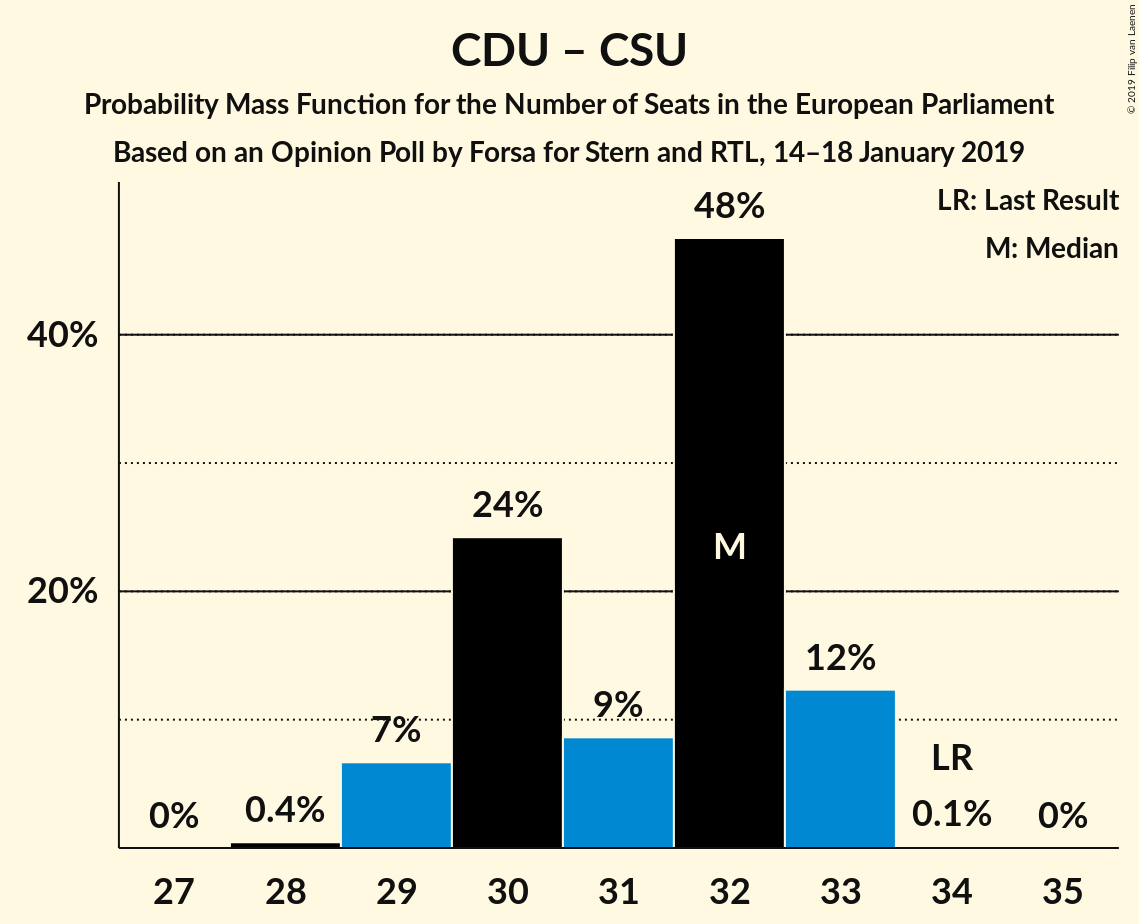 CDU – CSU
Probability Mass Function for the Number of Seats in the European Parliament
Based on an Opinion Poll by Forsa for Stern and RTL, 14–18 January 2019
© 2019 Filip van Laenen
LR: Last Result
M: Median
40%
20%
0%
0.4%
7%
24%
9%
48%
M
12%
LR
0.1%
0%
27 28 29 30 31 32 33 34 35